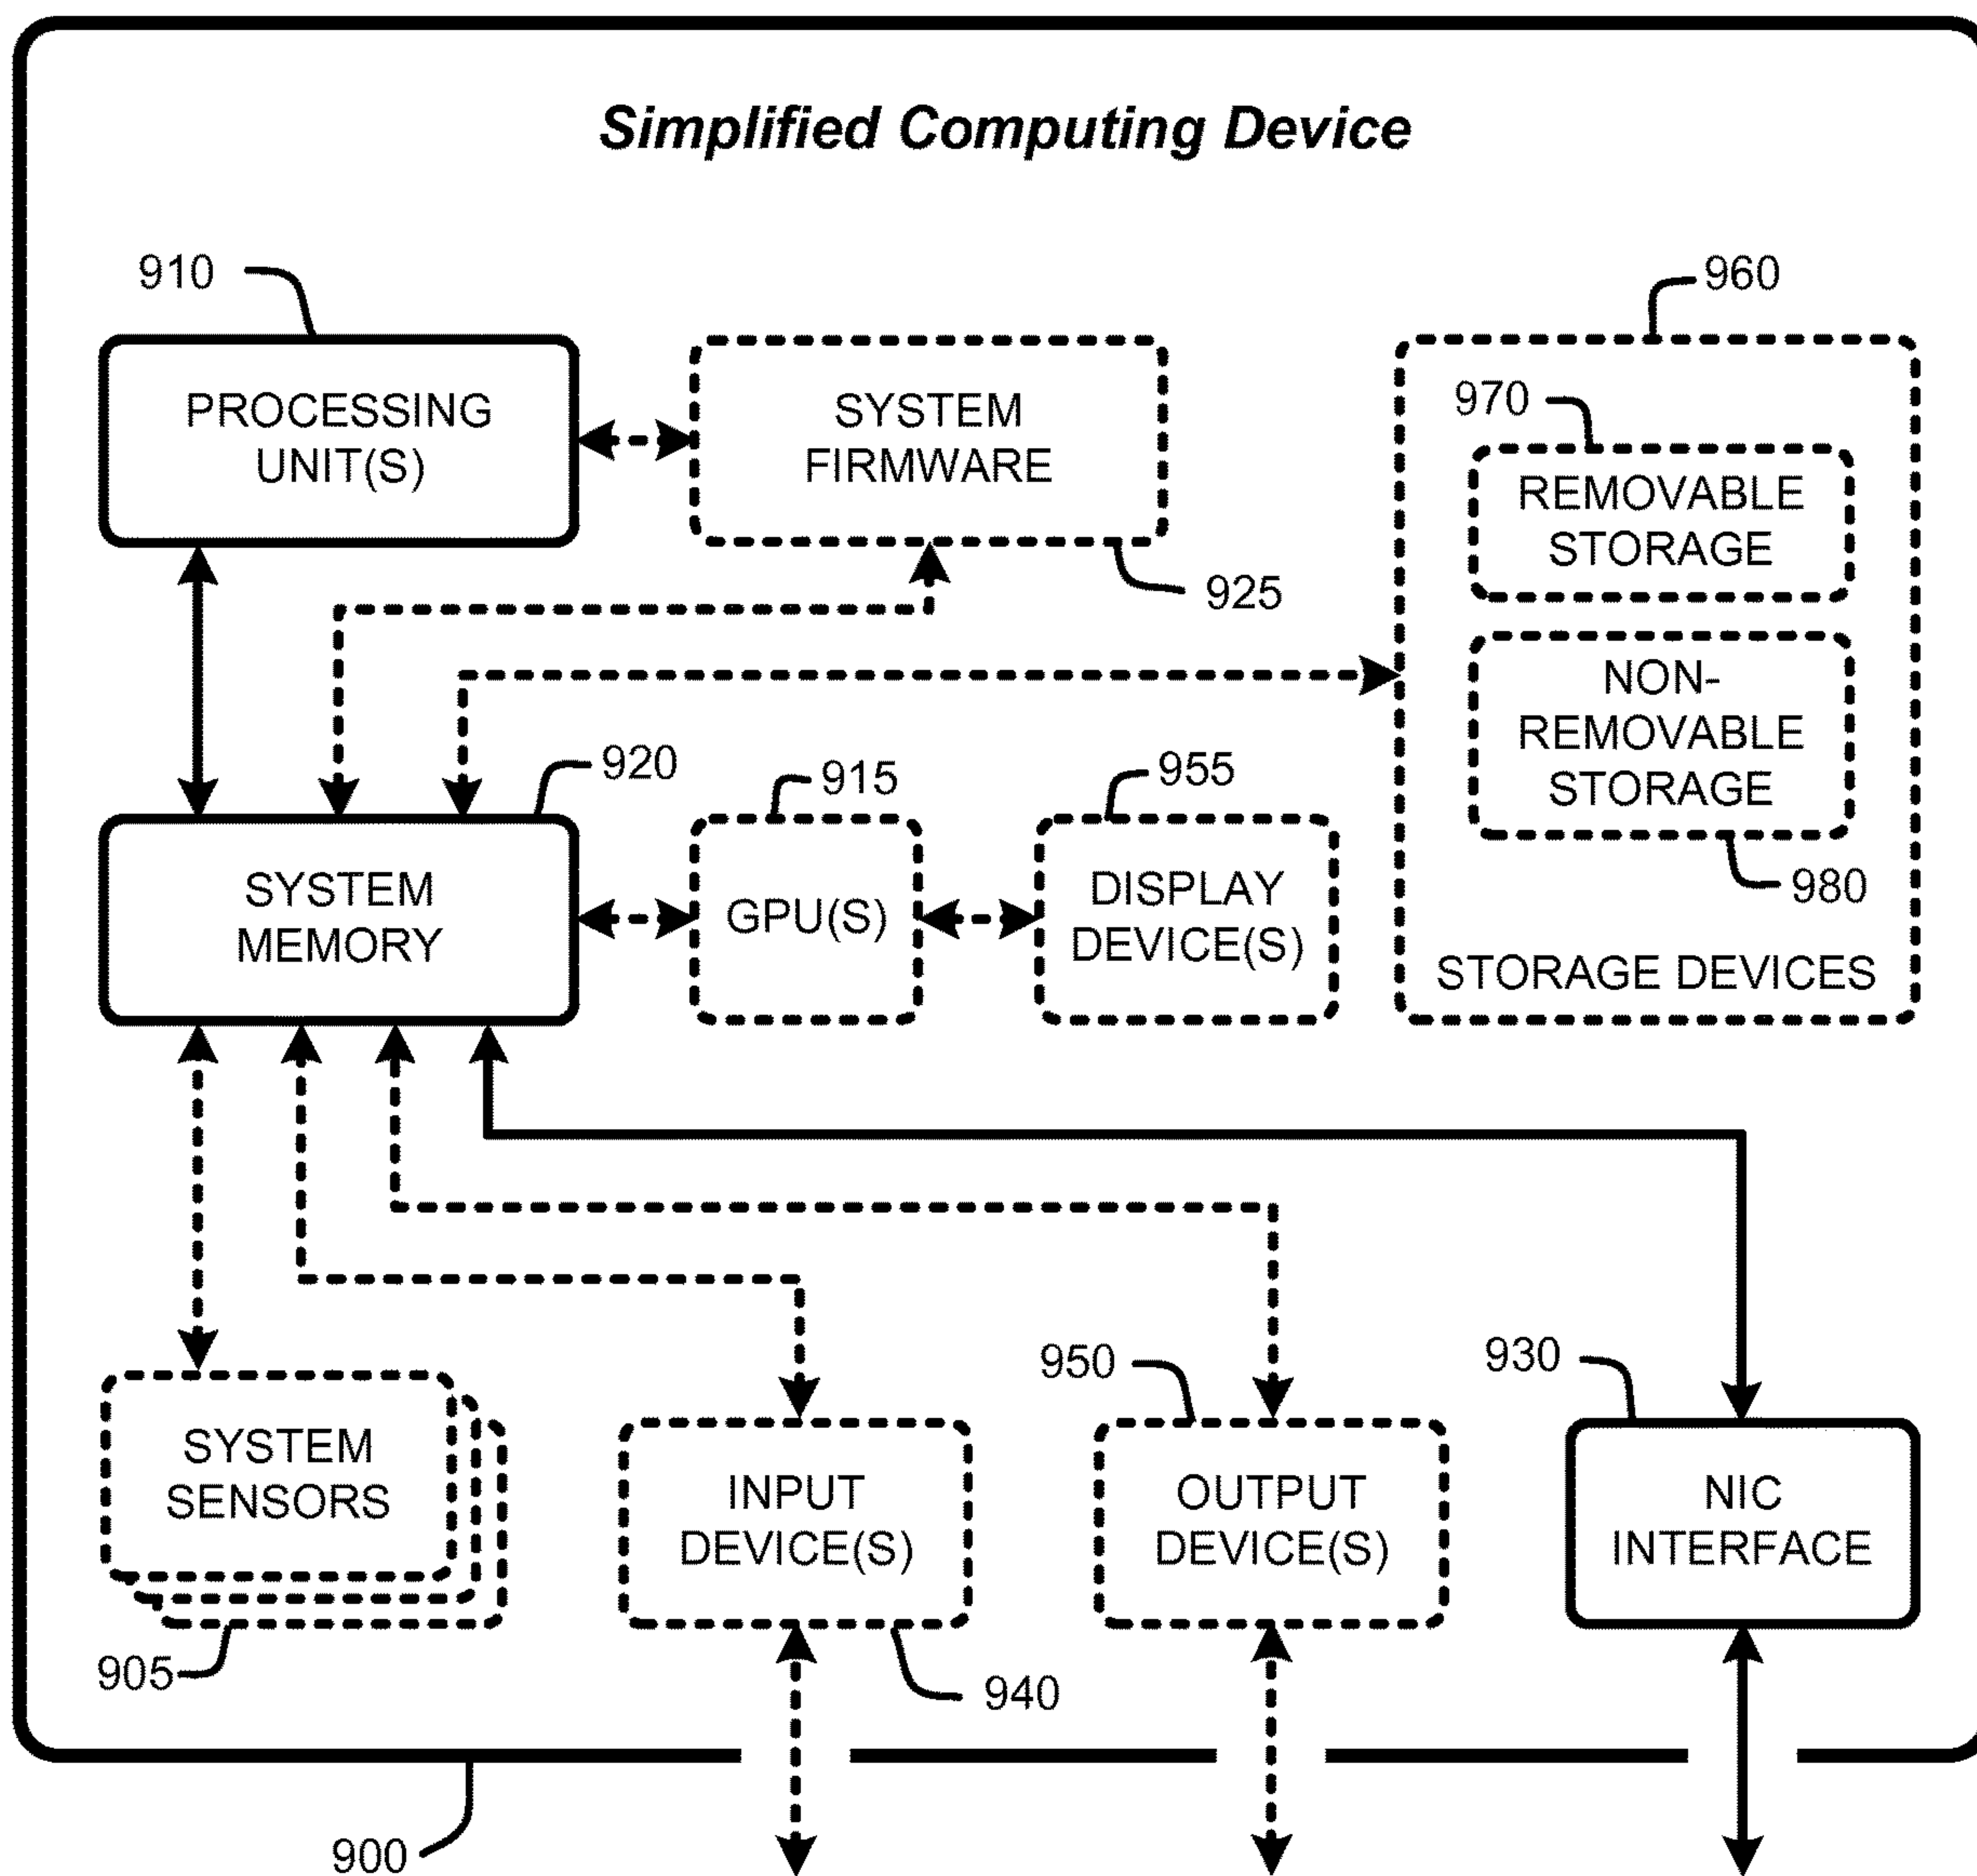 Simplified Computing Device
910
960
PROCESSING
UNIT(S)
SYSTEM
FIRMWARE
970
REMOVABLE
STORAGE
925
NON-
REMOVABLE
STORAGE
980
STORAGE DEVICES
920
915
955
SYSTEM
MEMORY
GPU(S)
DISPLAY
DEVICE(S)
950
930
SYSTEM
SENSORS
INPUT
DEVICE(S)
OUTPUT
DEVICE(S)
NIC
INTERFACE
905
940
900